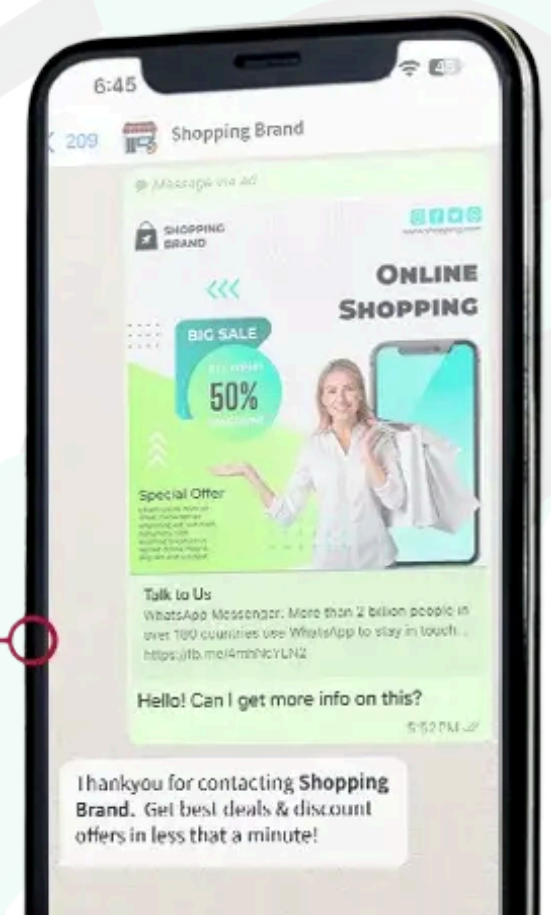 6:45
209
Shopping Brand
Message via ad
SHOPPING
BRAND
ONLINE
SHOPPING
BIG SALE
50%
Special Offer
Talk to Us
WhatsApp Messenger: More than 2 billion people in
over 180 countries use WhatsApp to stay in touch...
Hello! Can I get more info on this?
5:52 PM
Thankyou for contacting Shopping
Brand. Get best deals & discount
offers in less that a minute!